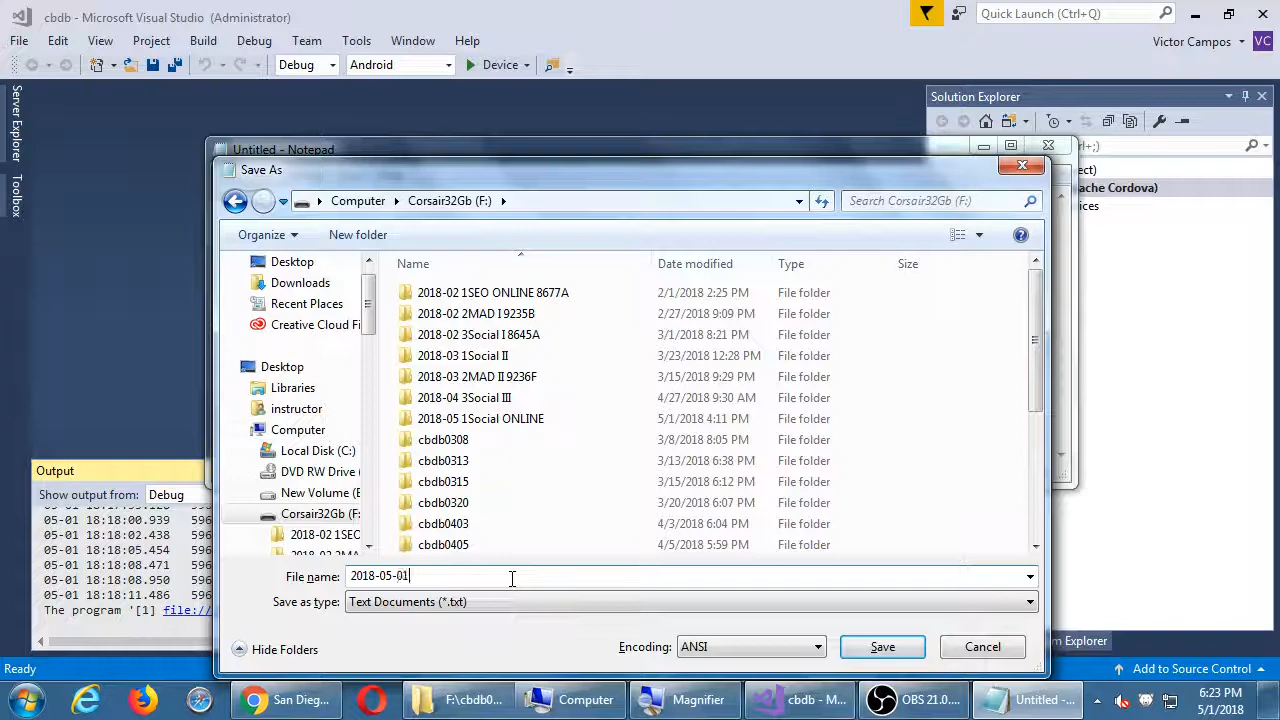 cbdb - Microsoft Visual Studio (Administrator)
Quick Launch (Ctrl+Q)
File Edit View Project Build Debug Team Tools Window Help
Victor Campos VC
Debug Android Device
Server Explorer
Toolbox
Solution Explorer
Untitled - Notepad
rl+;)
ect)
ache Cordova)
ices
Save As
Computer Corsair32Gb (F:)
Search Corsair32Gb (F:)
Organize New folder
Desktop
Downloads
Recent Places
Creative Cloud Fi
Desktop
Libraries
instructor
Computer
Local Disk (C:)
DVD RW Drive (
New Volume (E
Corsair32Gb (F:
2018-02 1SEO
Name Date modified Type Size
2018-02 1SEO ONLINE 8677A 2/1/2018 2:25 PM File folder
2018-02 2MAD I 9235B 2/27/2018 9:09 PM File folder
2018-02 3Social I 8645A 3/1/2018 8:21 PM File folder
2018-03 1Social II 3/23/2018 12:28 PM File folder
2018-03 2MAD II 9236F 3/15/2018 9:29 PM File folder
2018-04 3Social III 4/27/2018 9:30 AM File folder
2018-05 1Social ONLINE 5/1/2018 4:11 PM File folder
cbdb0308 3/8/2018 8:05 PM File folder
cbdb0313 3/13/2018 6:38 PM File folder
cbdb0315 3/15/2018 6:12 PM File folder
cbdb0320 3/20/2018 6:07 PM File folder
cbdb0403 4/3/2018 6:04 PM File folder
cbdb0405 4/5/2018 5:59 PM File folder
File name: 2018-05-01
Save as type: Text Documents (*.txt)
Hide Folders
Encoding: ANSI
Save Cancel
Output
Show output from: Debug
05-01 18:18:00.939 596
05-01 18:18:02.438 596
05-01 18:18:05.454 596
05-01 18:18:08.471 596
05-01 18:18:08.950 596
05-01 18:18:11.486 596
The program '[1] file://
m Explorer
Ready
Add to Source Control
San Dieg...
F:\cbdb0...
Computer
Magnifier
cbdb - M...
OBS 21.0...
Untitled - ...
6:23 PM
5/1/2018